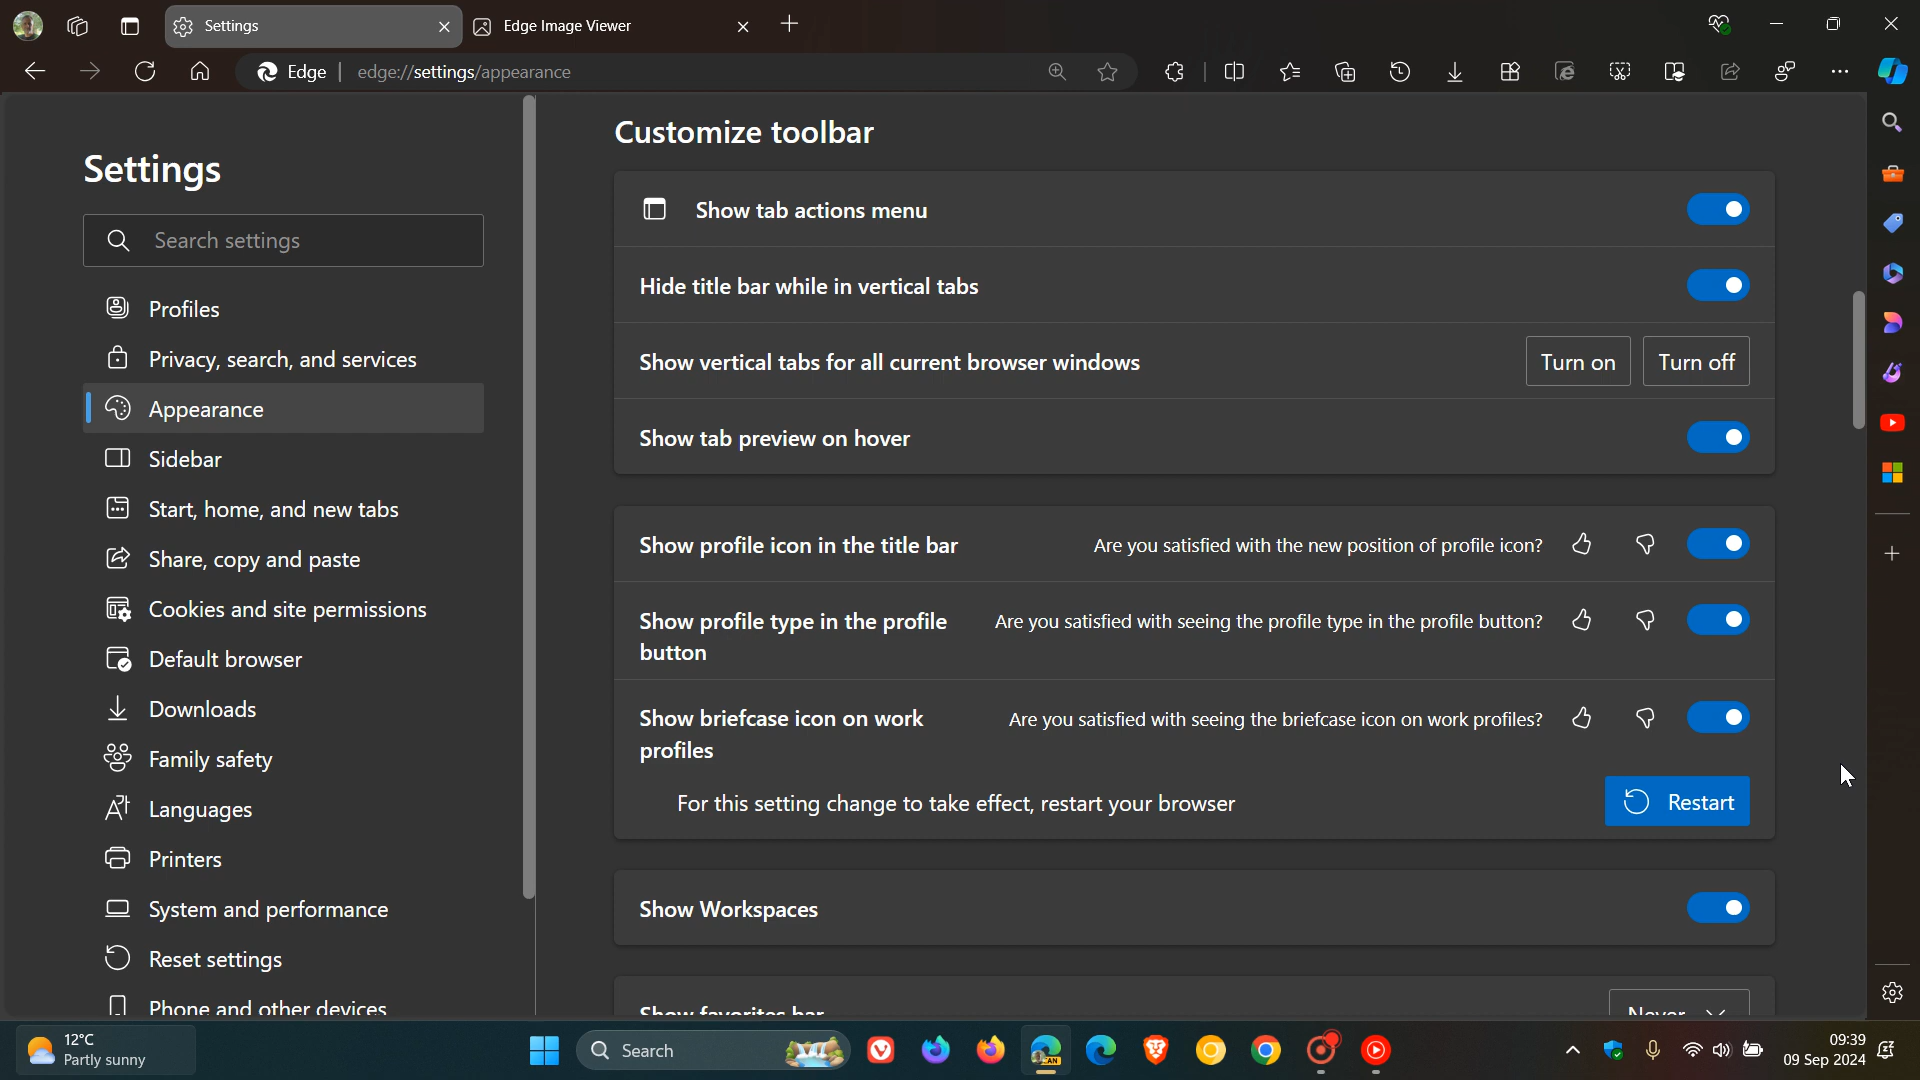 Settings
Edge Image Viewer
Edge
edge://settings/appearance
Settings
Search settings
Profiles
Privacy, search, and services
Appearance
Sidebar
Start, home, and new tabs
Share, copy and paste
Cookies and site permissions
Default browser
Downloads
Family safety
Languages
Printers
System and performance
Reset settings
Phone and other devices
Customize toolbar
Show tab actions menu
Hide title bar while in vertical tabs
Show vertical tabs for all current browser windows
Turn on
Turn off
Show tab preview on hover
Show profile icon in the title bar
Are you satisfied with the new position of profile icon?
Show profile type in the profile
button
Are you satisfied with seeing the profile type in the profile button?
Show briefcase icon on work
profiles
Are you satisfied with seeing the briefcase icon on work profiles?
For this setting change to take effect, restart your browser
Restart
Show Workspaces
Show favorites bar
Never
12°C
Partly sunny
Search
CAN
09:39
09 Sep 2024